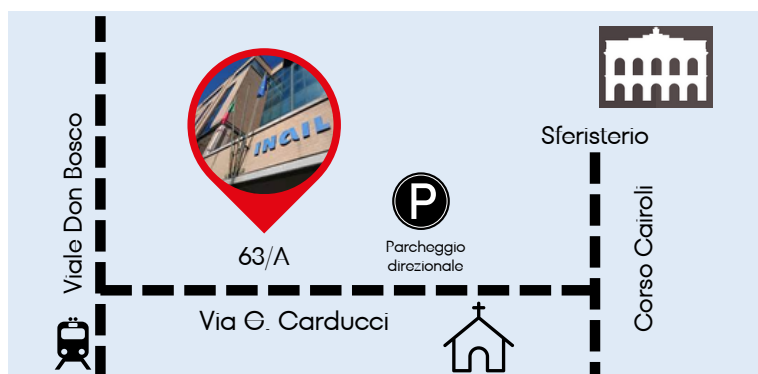 Viale Don Bosco
INAIL
63/A
P
Parcheggio
direzionale
Sferisterio
Corso Cairoli
Via G. Carducci